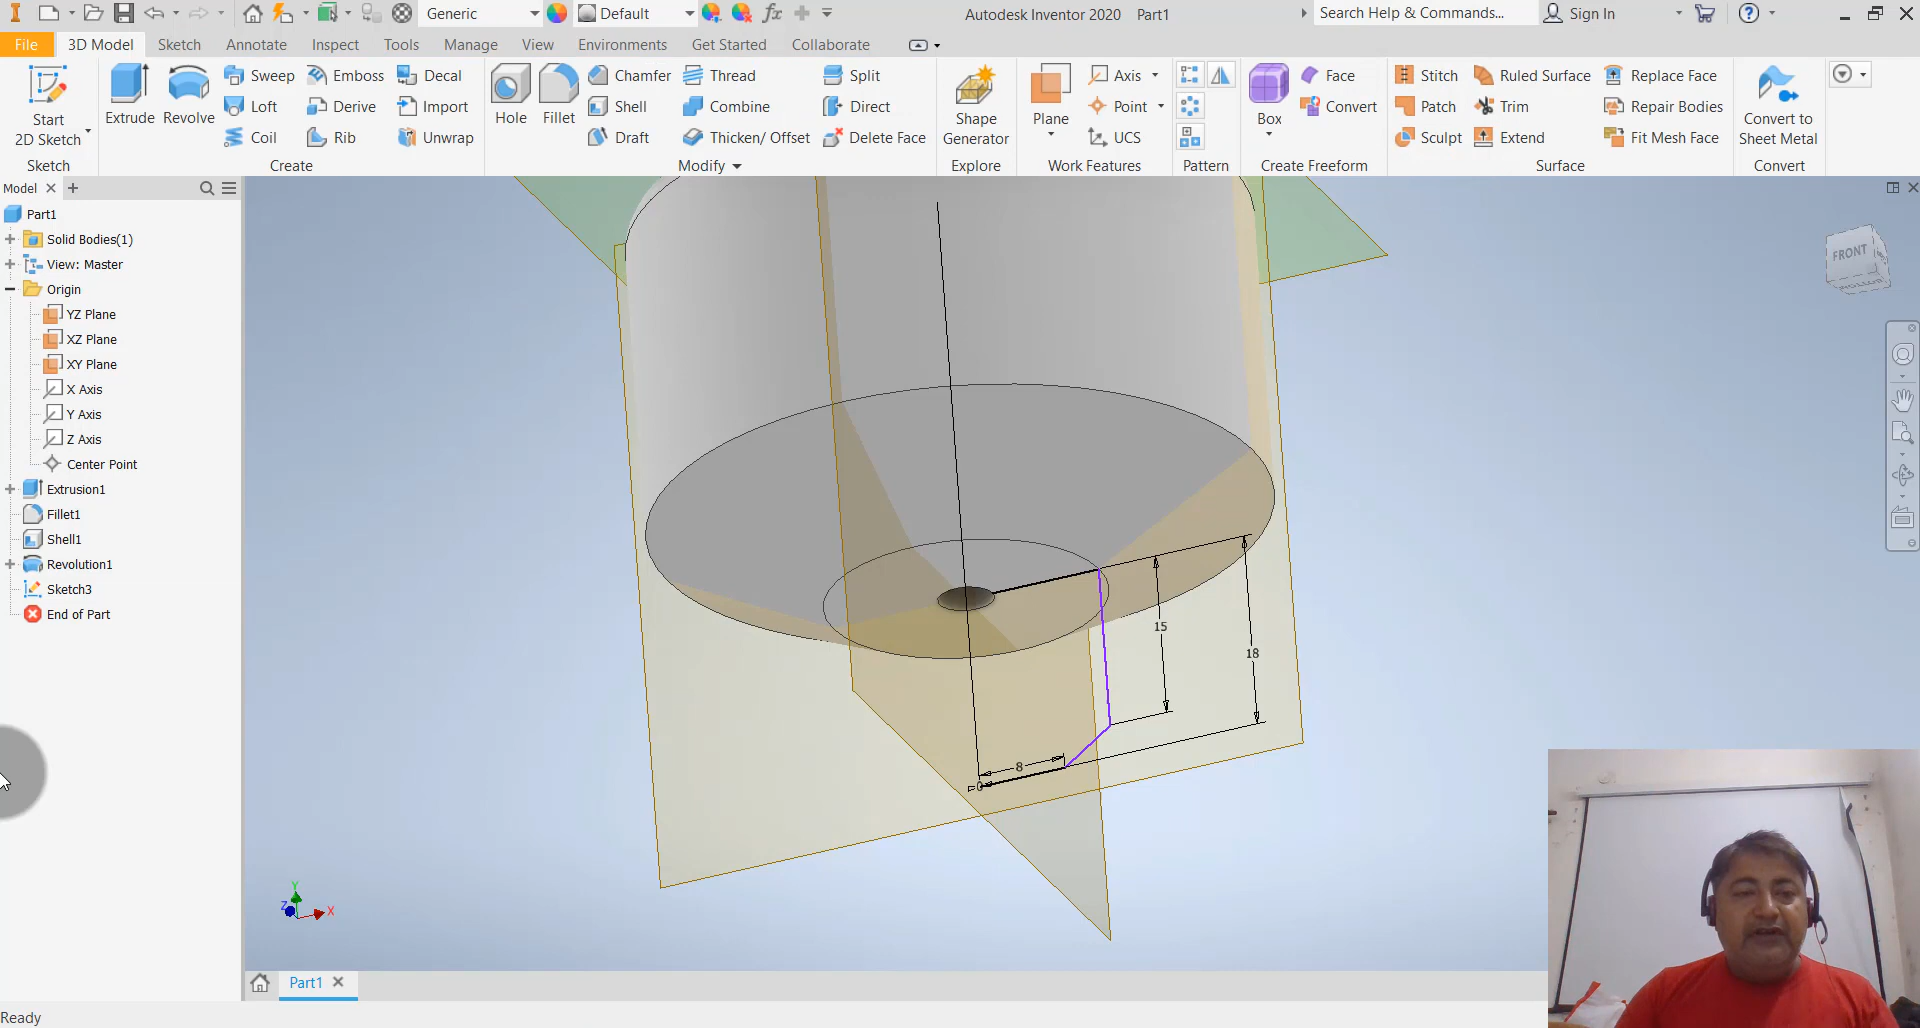 Generic
Default
fx
Autodesk Inventor 2020 Part1
Search Help & Commands...
Sign In
File
3D Model
Sketch
Annotate
Inspect
Tools
Manage
View
Environments
Get Started
Collaborate
Start
2D Sketch
Sketch
Extrude
Revolve
Sweep
Loft
Coil
Emboss
Derive
Rib
Decal
Import
Unwrap
Create
Hole
Fillet
Chamfer
Shell
Draft
Thread
Combine
Thicken/ Offset
Split
Direct
Delete Face
Modify
Shape
Generator
Explore
Plane
Axis
Point
UCS
Work Features
Pattern
Box
Face
Convert
Create Freeform
Stitch
Patch
Sculpt
Ruled Surface
Trim
Extend
Replace Face
Repair Bodies
Fit Mesh Face
Surface
Convert to
Sheet Metal
Convert
Model
Part1
Solid Bodies(1)
View: Master
Origin
YZ Plane
XZ Plane
XY Plane
X Axis
Y Axis
Z Axis
Center Point
Extrusion1
Fillet1
Shell1
Revolution1
Sketch3
End of Part
FRONT
15
18
8
Y
Z
X
Part1
Ready